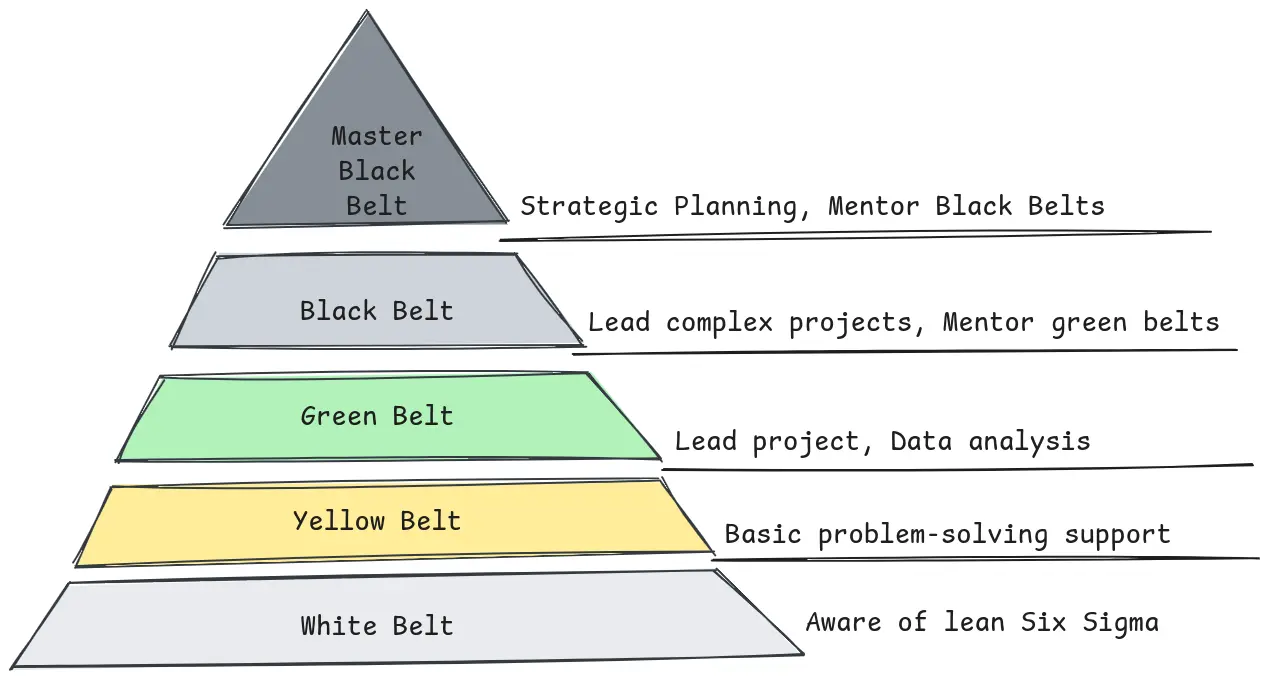 Master
Black
Belt
Strategic Planning, Mentor Black Belts
Black Belt
Lead complex projects, Mentor green belts
Green Belt
Lead project, Data analysis
Yellow Belt
Basic problem-solving support
White Belt
Aware of lean Six Sigma